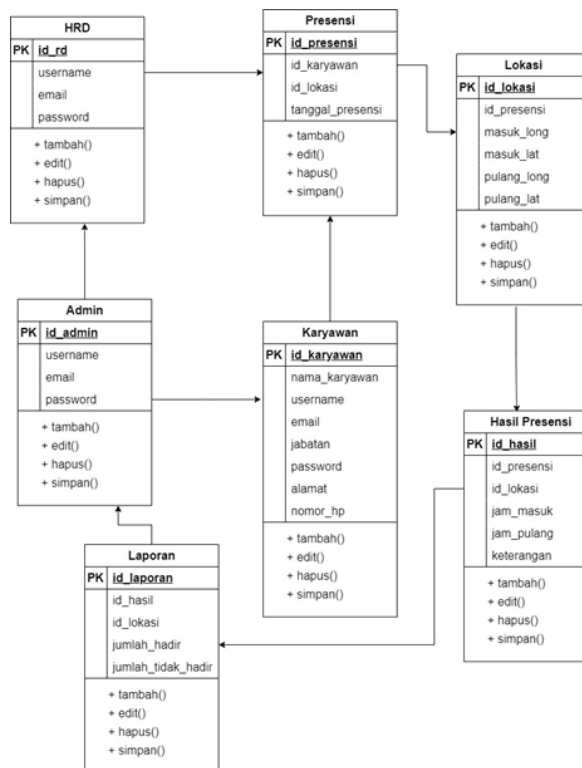 HRD
PK id_rd
username
email
password
+ tambah()
+ edit()
+ hapus()
+ simpan()
Presensi
PK id_presensi
id_karyawan
id_lokasi
tanggal_presensi
+ tambah()
+ edit()
+ hapus()
+ simpan()
Lokasi
PK id_lokasi
id_presensi
masuk_long
masuk_lat
pulang_long
pulang_lat
+ tambah()
+ edit()
+ hapus()
+ simpan()
Admin
PK id_admin
username
email
password
+ tambah()
+ edit()
+ hapus()
+ simpan()
Karyawan
PK id_karyawan
nama_karyawan
username
email
jabatan
password
alamat
nomor_hp
+ tambah()
+ edit()
+ hapus()
+ simpan()
Hasil Presensi
PK id_hasil
id_presensi
id_lokasi
jam_masuk
jam_pulang
keterangan
+ tambah()
+ edit()
+ hapus()
+ simpan()
Laporan
PK id_laporan
id_hasil
id_lokasi
jumlah_hadir
jumlah_tidak_hadir
+ tambah()
+ edit()
+ hapus()
+ simpan()